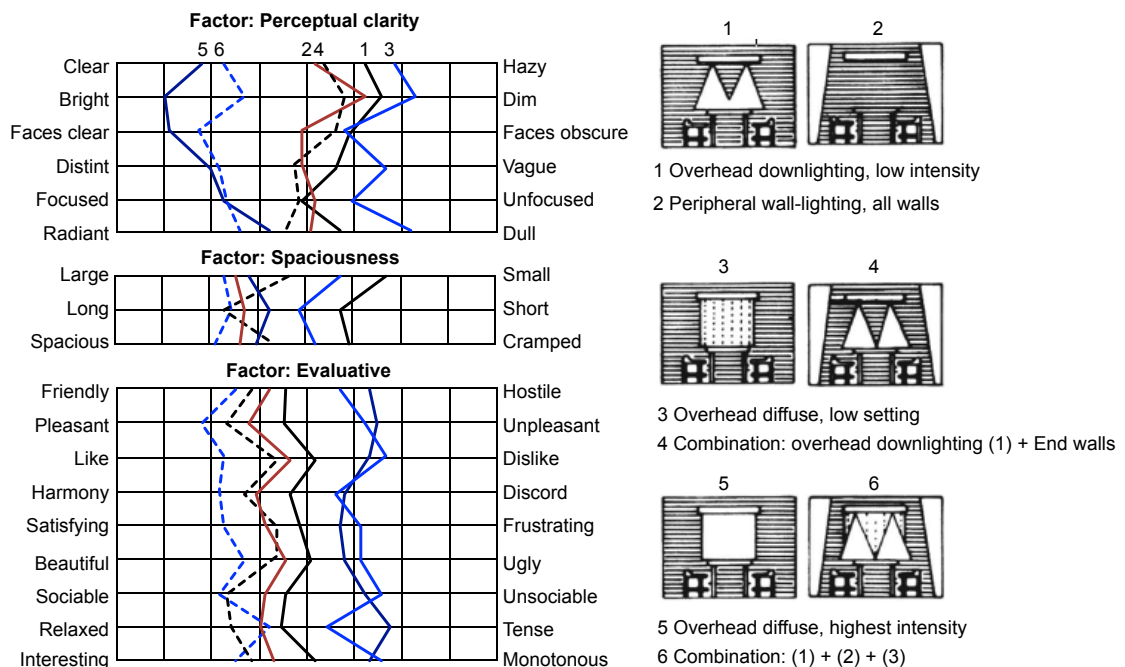 Factor: Perceptual clarity
5 6 24 1 3
Clear Hazy
Bright Dim
Faces clear Faces obscure
Distint Vague
Focused Unfocused
Radiant Dull
Factor: Spaciousness
Large Small
Long Short
Spacious Cramped
Factor: Evaluative
Friendly Hostile
Pleasant Unpleasant
Like Dislike
Harmony Discord
Satisfying Frustrating
Beautiful Ugly
Sociable Unsociable
Relaxed Tense
Interesting Monotonous
1 2
1 Overhead downlighting, low intensity
2 Peripheral wall-lighting, all walls
3 4
3 Overhead diffuse, low setting
4 Combination: overhead downlighting (1) + End walls
5 6
5 Overhead diffuse, highest intensity
6 Combination: (1) + (2) + (3)